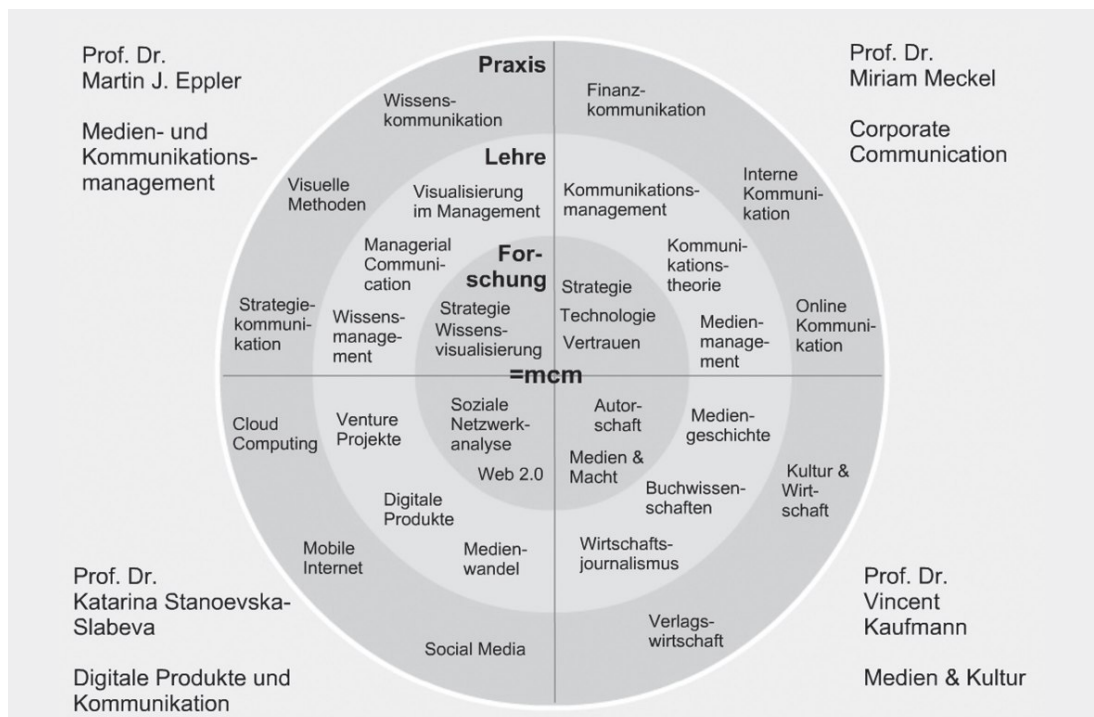 Prof. Dr.
Martin J. Eppler
Medien- und
Kommunikations-
management
Prof. Dr.
Miriam Meckel
Corporate
Communication
Praxis
Wissens-
kommunikation
Finanz-
kommunikation
Visuelle
Methoden
Interne
Kommuni-
kation
Strategie-
kommuni-
kation
Online
Kommuni-
kation
Lehre
Visualisierung
im Management
Kommunikations-
management
Managerial
Communi-
cation
Kommuni-
kations-
theorie
Wissens-
manage-
ment
Medien-
manage-
ment
For-
schung
Strategie
Wissens-
visualisierung
Strategie
Technologie
Vertrauen
=mcm
Soziale
Netzwerk-
analyse
Web 2.0
Autor-
schaft
Medien &
Macht
Venture
Projekte
Medien-
geschichte
Digitale
Produkte
Buchwissen-
schaften
Medien-
wandel
Wirtschafts-
journalismus
Cloud
Computing
Kultur &
Wirt-
schaft
Mobile
Internet
Social Media
Verlags-
wirtschaft
Prof. Dr.
Katarina Stanoevska-
Slabeva
Digitale Produkte und
Kommunikation
Prof. Dr.
Vincent
Kaufmann
Medien & Kultur